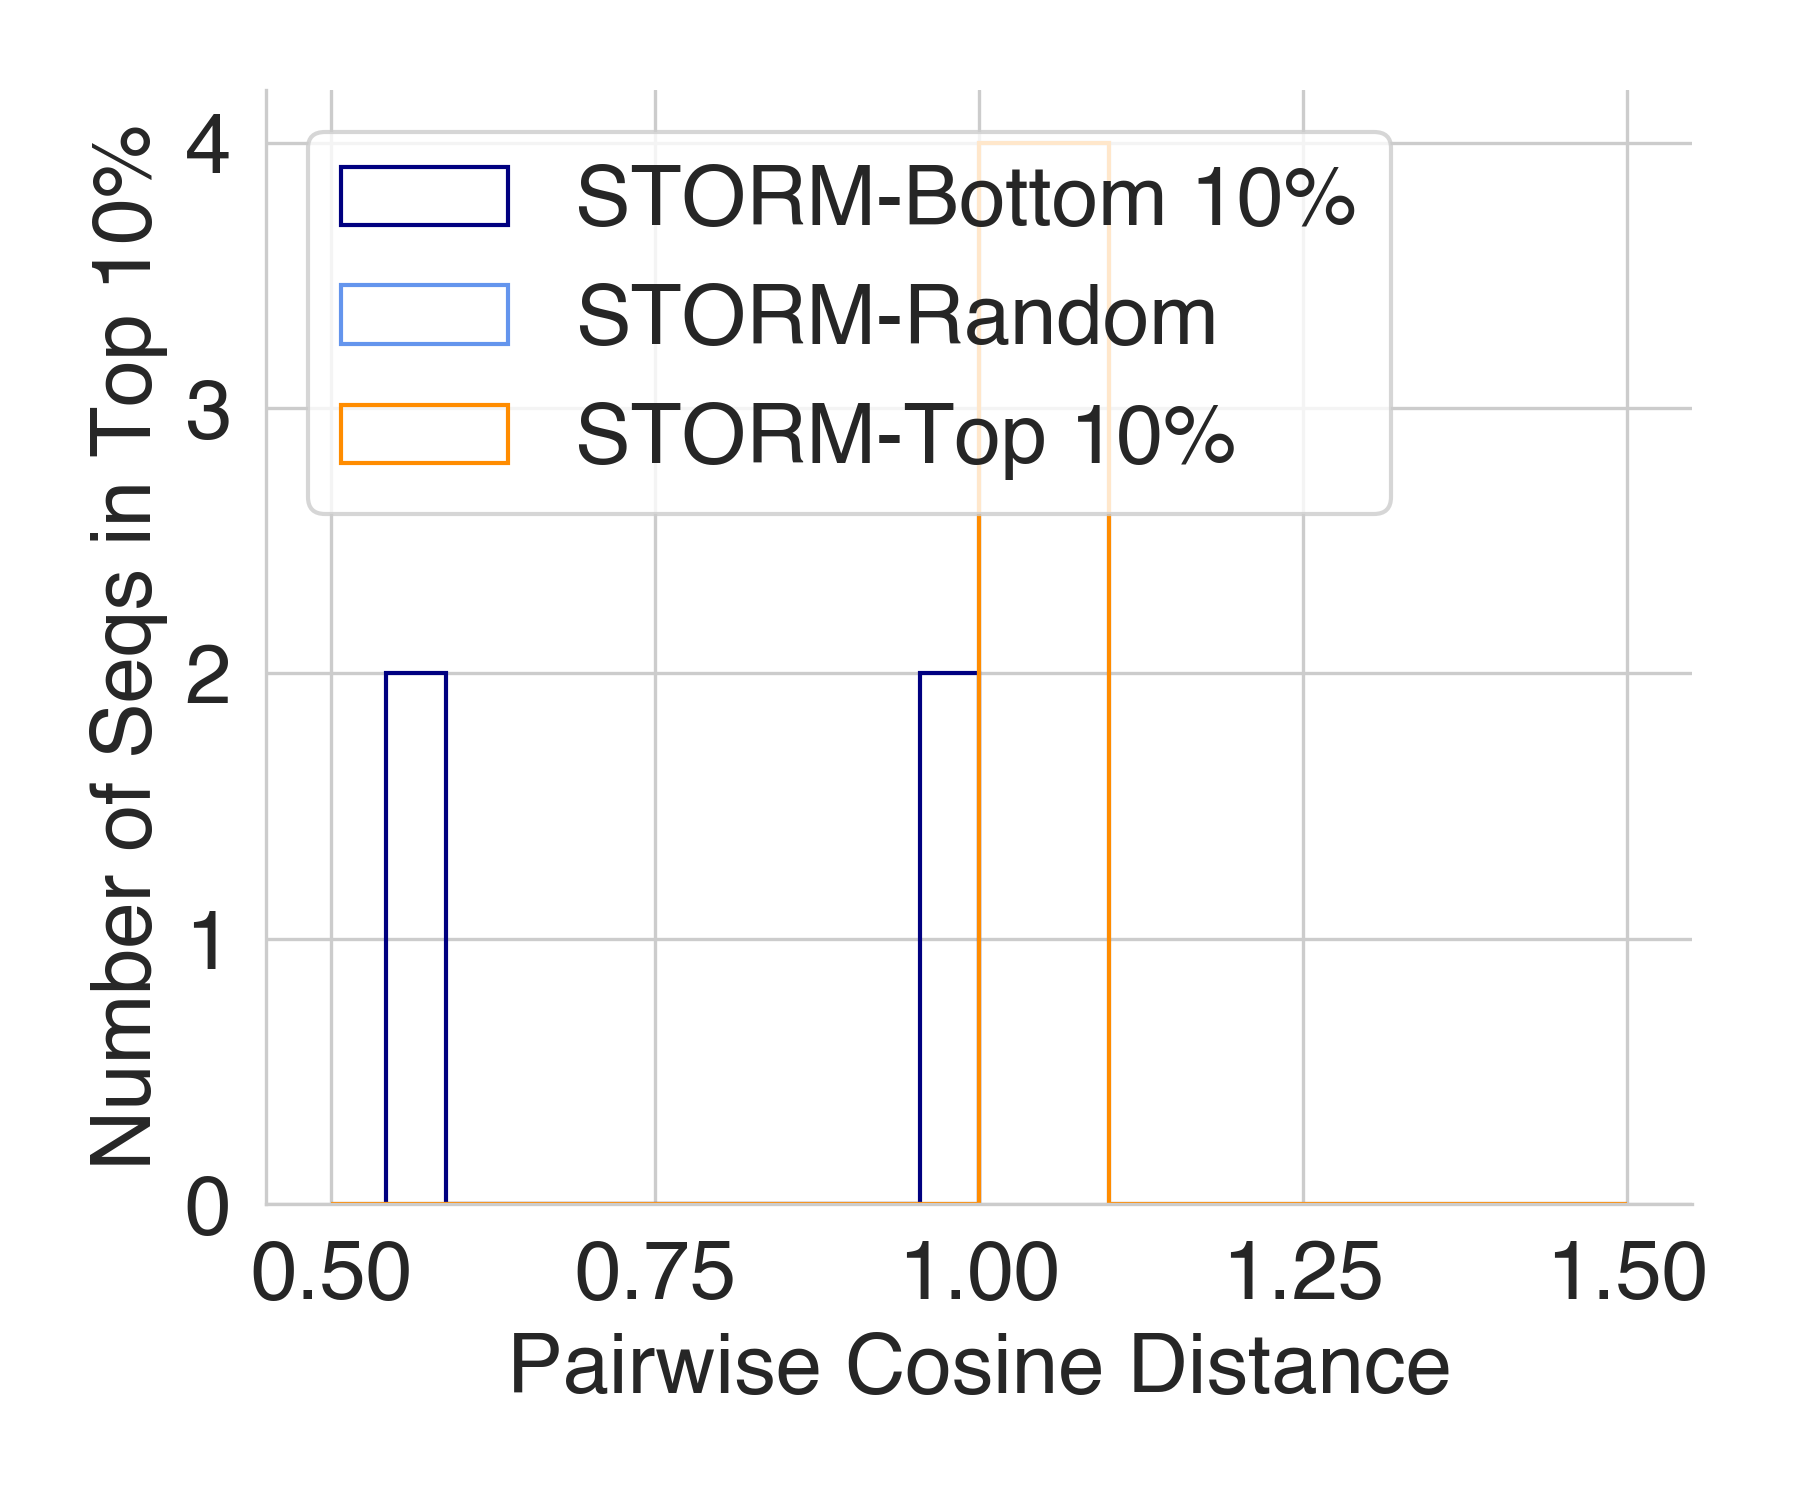 Number of Seqs in Top 10%
4
3
2
1
0
STORM-Bottom 10%
STORM-Random
STORM-Top 10%
0.50 0.75 1.00 1.25 1.50
Pairwise Cosine Distance